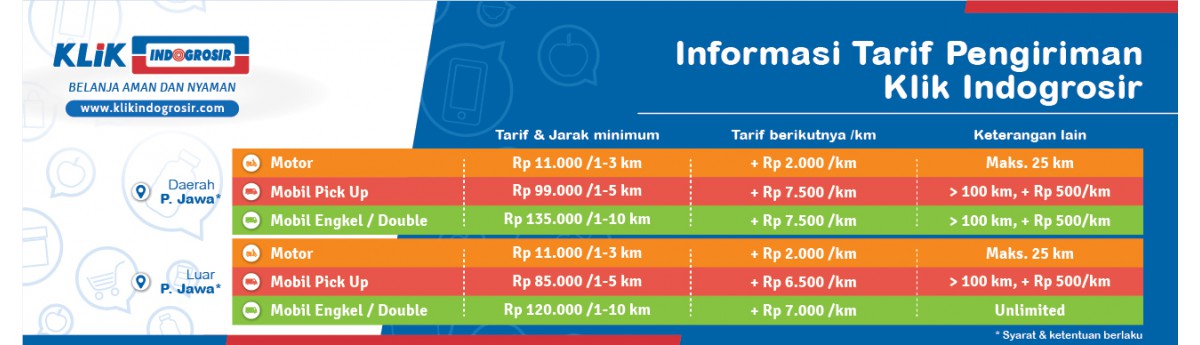 KLiK INDOGROSIR
BELANJA AMAN DAN NYAMAN
www.klikindogrosir.com
Informasi Tarif Pengiriman
Klik Indogrosir
Tarif & Jarak minimum Tarif berikutnya /km Keterangan lain
Daerah
P. Jawa*
Motor Rp 11.000 /1-3 km + Rp 2.000 /km Maks. 25 km
Mobil Pick Up Rp 99.000 /1-5 km + Rp 7.500 /km > 100 km, + Rp 500/km
Mobil Engkel / Double Rp 135.000 /1-10 km + Rp 7.500 /km > 100 km, + Rp 500/km
Luar
P. Jawa*
Motor Rp 11.000 /1-3 km + Rp 2.000 /km Maks. 25 km
Mobil Pick Up Rp 85.000 /1-5 km + Rp 6.500 /km > 100 km, + Rp 500/km
Mobil Engkel / Double Rp 120.000 /1-10 km + Rp 7.000 /km Unlimited
* Syarat & ketentuan berlaku